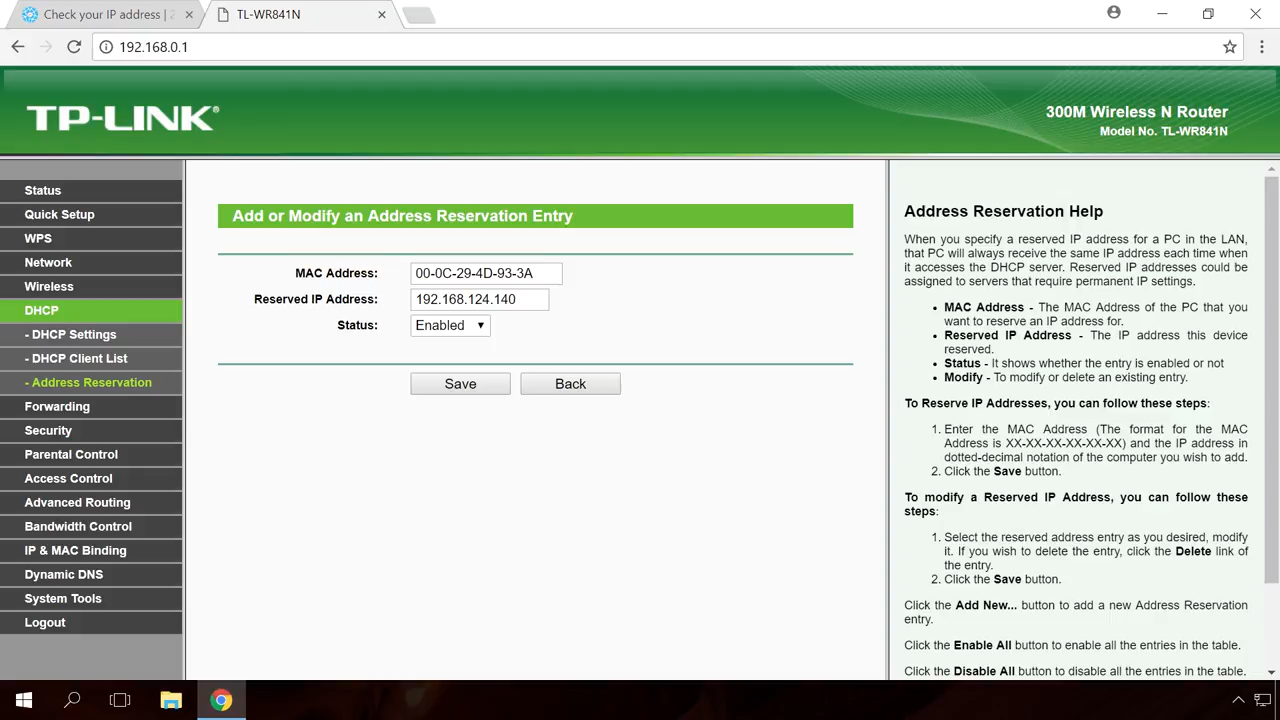 Check your IP address | 2
TL-WR841N
192.168.0.1
TP-LINK®
300M Wireless N Router
Model No. TL-WR841N
Status
Quick Setup
WPS
Network
Wireless
DHCP
- DHCP Settings
- DHCP Client List
- Address Reservation
Forwarding
Security
Parental Control
Access Control
Advanced Routing
Bandwidth Control
IP & MAC Binding
Dynamic DNS
System Tools
Logout
Add or Modify an Address Reservation Entry
MAC Address: 00-0C-29-4D-93-3A
Reserved IP Address: 192.168.124.140
Status: Enabled
Save Back
Address Reservation Help
When you specify a reserved IP address for a PC in the LAN,
that PC will always receive the same IP address each time when
it accesses the DHCP server. Reserved IP addresses could be
assigned to servers that require permanent IP settings.
• MAC Address - The MAC Address of the PC that you
want to reserve an IP address for.
• Reserved IP Address - The IP address this device
reserved.
• Status - It shows whether the entry is enabled or not
• Modify - To modify or delete an existing entry.
To Reserve IP Addresses, you can follow these steps:
1. Enter the MAC Address (The format for the MAC
Address is XX-XX-XX-XX-XX-XX) and the IP address in
dotted-decimal notation of the computer you wish to add.
2. Click the Save button.
To modify a Reserved IP Address, you can follow these
steps:
1. Select the reserved address entry as you desired, modify
it. If you wish to delete the entry, click the Delete link of
the entry.
2. Click the Save button.
Click the Add New... button to add a new Address Reservation
entry.
Click the Enable All button to enable all the entries in the table.
Click the Disable All button to disable all the entries in the table.